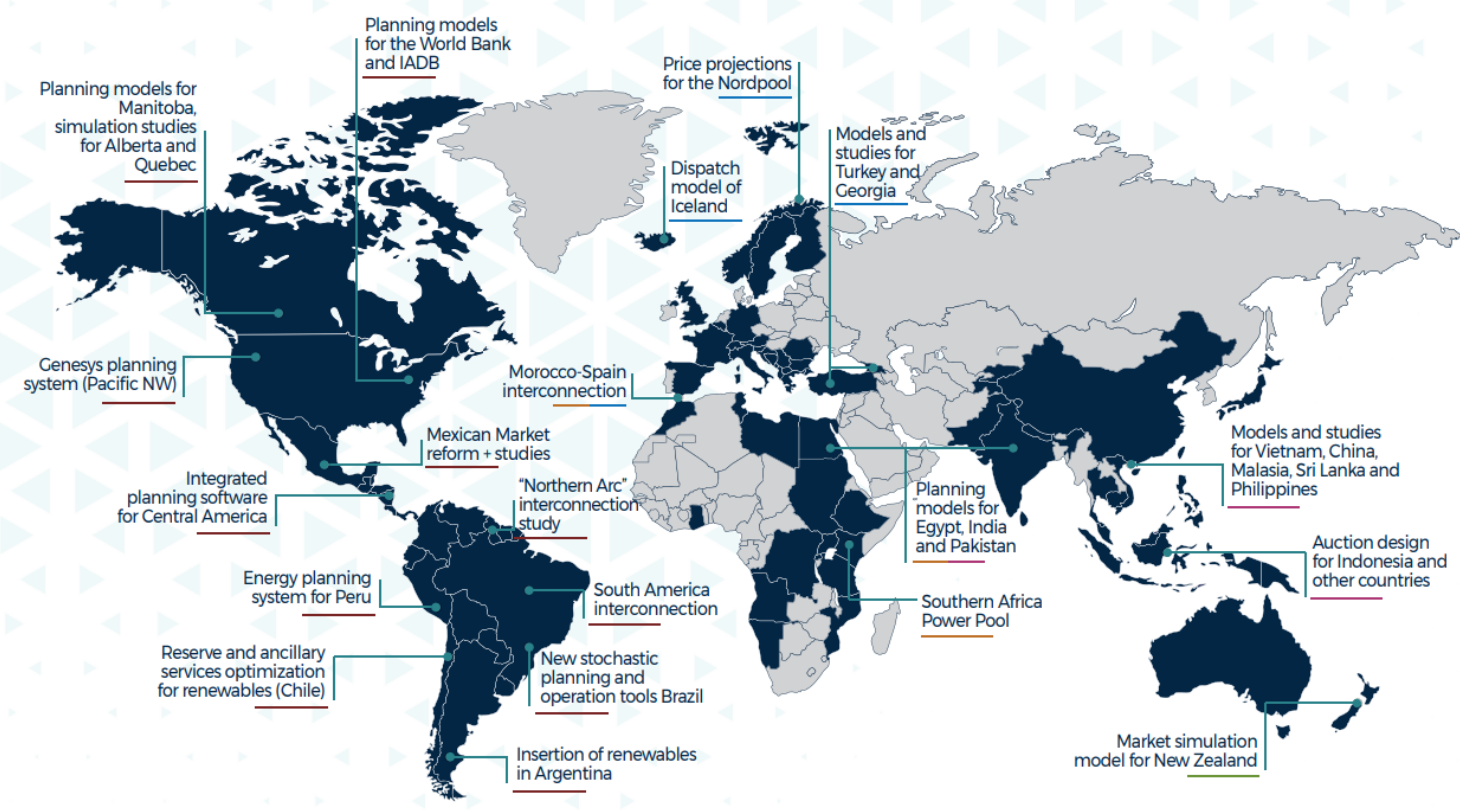 Planning models
for the World Bank
and IADB
Planning models for
Manitoba,
simulation studies
for Alberta and
Quebec
Price projections
for the Nordpool
Models and
studies for
Turkey and
Georgia
Dispatch
model of
Iceland
Genesys planning
system (Pacific NW)
Morocco-Spain
interconnection
Mexican Market
reform + studies
Integrated
planning software
for Central America
“Northern Arc”
interconnection
study
Planning
models for
Egypt, India
and Pakistan
Models and studies
for Vietnam, China,
Malasia, Sri Lanka and
Philippines
Auction design
for Indonesia and
other countries
Energy planning
system for Peru
South America
interconnection
Southern Africa
Power Pool
Reserve and ancillary
services optimization
for renewables (Chile)
New stochastic
planning and
operation tools Brazil
Insertion of renewables
in Argentina
Market simulation
model for New Zealand